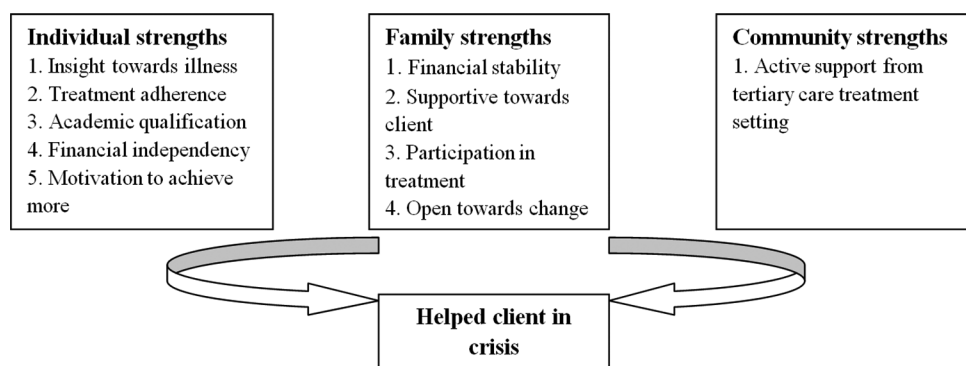 Individual strengths
1. Insight towards illness
2. Treatment adherence
3. Academic qualification
4. Financial independency
5. Motivation to achieve
more
Family strengths
1. Financial stability
2. Supportive towards
client
3. Participation in
treatment
4. Open towards change
Community strengths
1. Active support from
tertiary care treatment
setting
Helped client in
crisis